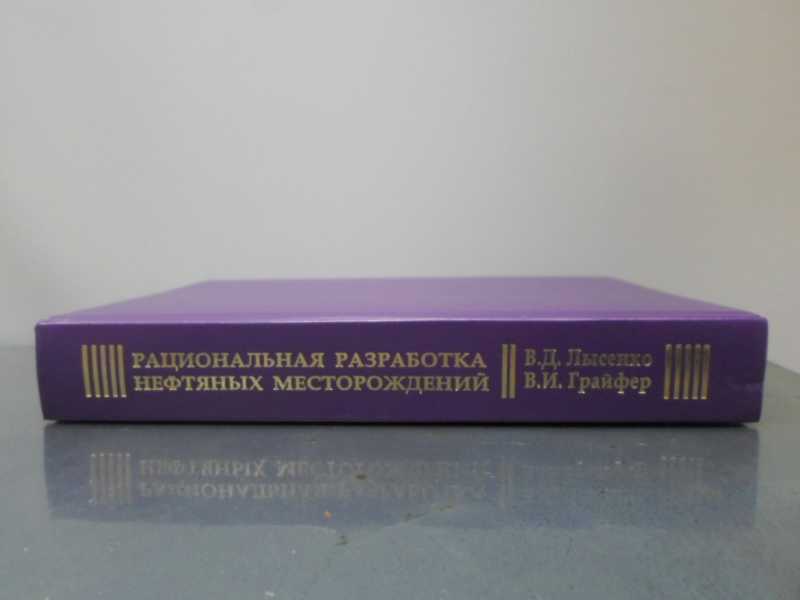 РАЦИОНАЛЬНАЯ РАЗРАБОТКА
НЕФТЯНЫХ МЕСТОРОЖДЕНИЙ
В.Д. Лысенко
В.И. Грайфер